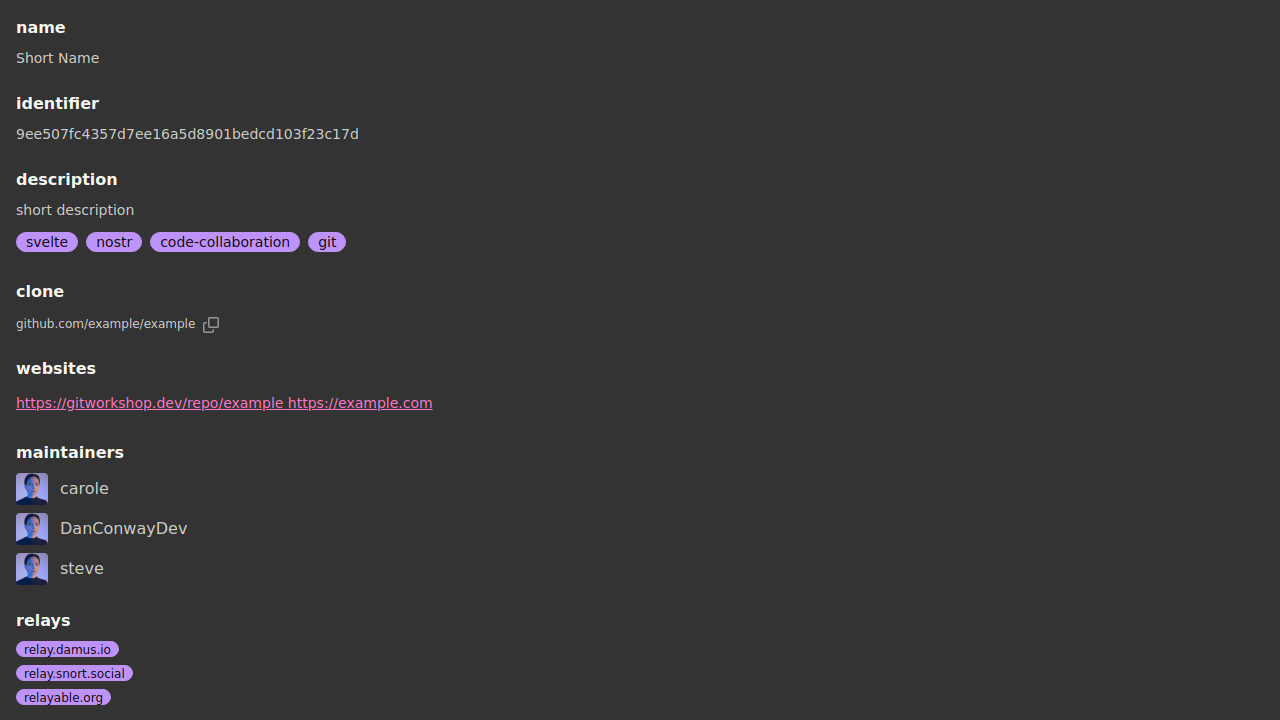 name
Short Name
identifier
9ee507fc4357d7ee16a5d8901bedcd103f23c17d
description
short description
svelte nostr code-collaboration git
clone
github.com/example/example
websites
https://gitworkshop.dev/repo/example https://example.com
maintainers
carole
DanConwayDev
steve
relays
relay.damus.io
relay.snort.social
relayable.org